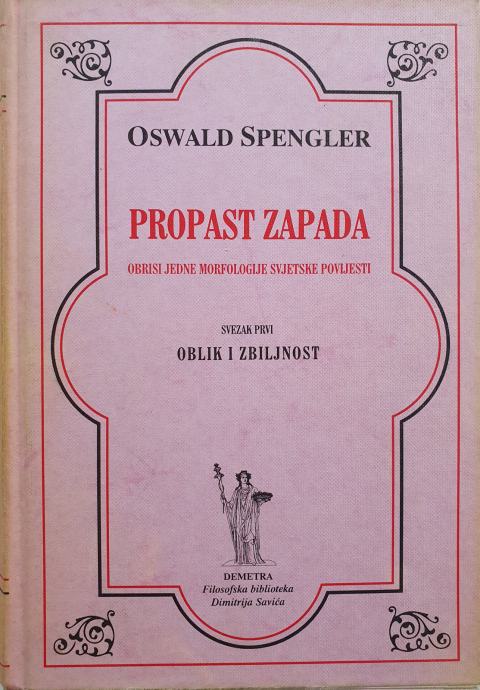 OSWALD SPENGLER
PROPAST ZAPADA
OBRISI JEDNE MORFOLOGIJE SVJETSKE POVIJESTI
SVEZAK PRVI
OBLIK I ZBILJNOST
DEMETRA
Filosofska biblioteka
Dimitrija Savića